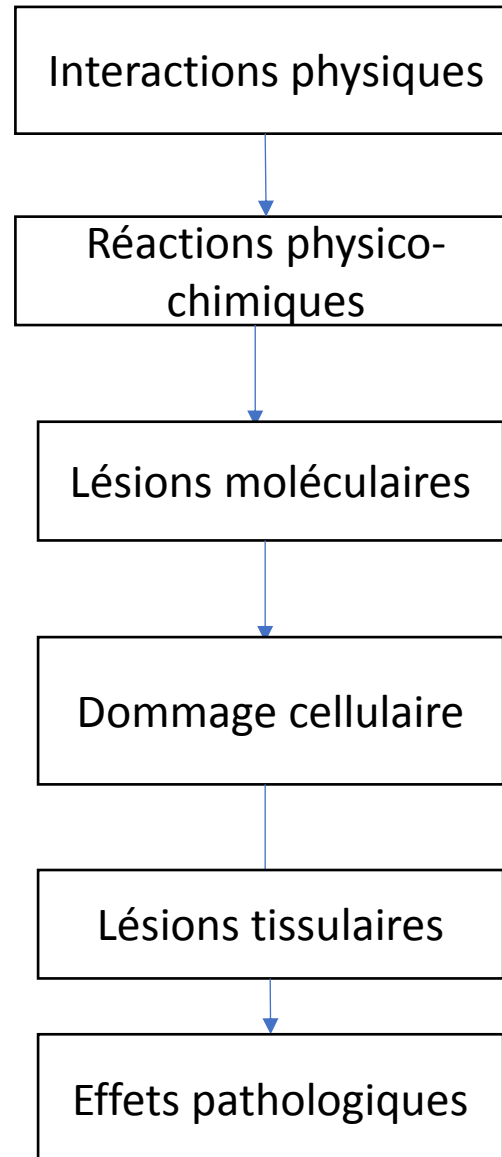 Interactions physiques
Réactions physico-
chimiques
Lésions moléculaires
Dommage cellulaire
Lésions tissulaires
Effets pathologiques